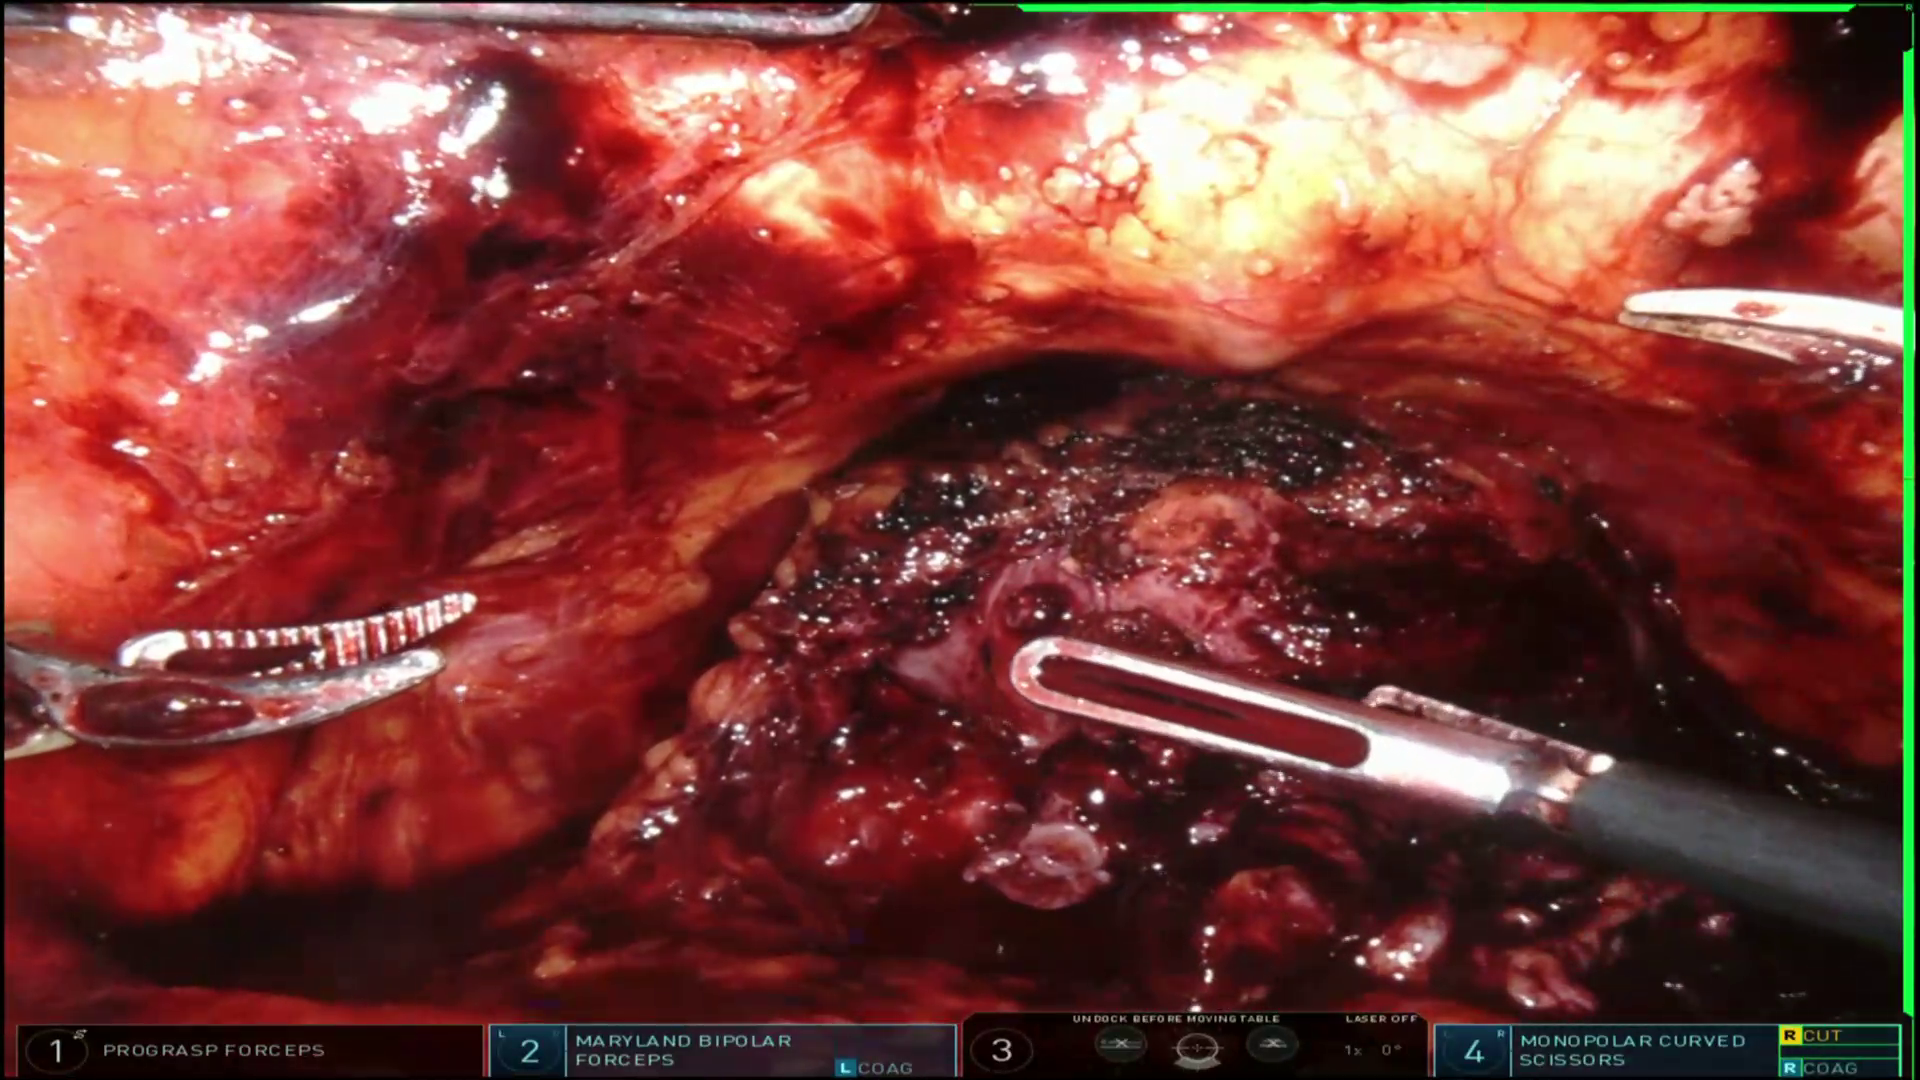 UNDOCK BEFORE MOVING TABLE LASER OFF
1 PROGRASP FORCEPS
L 2 MARYLAND BIPOLAR
FORCEPS
L COAG
3
1x 0°
R 4 MONOPOLAR CURVED
SCISSORS
R CUT
R COAG